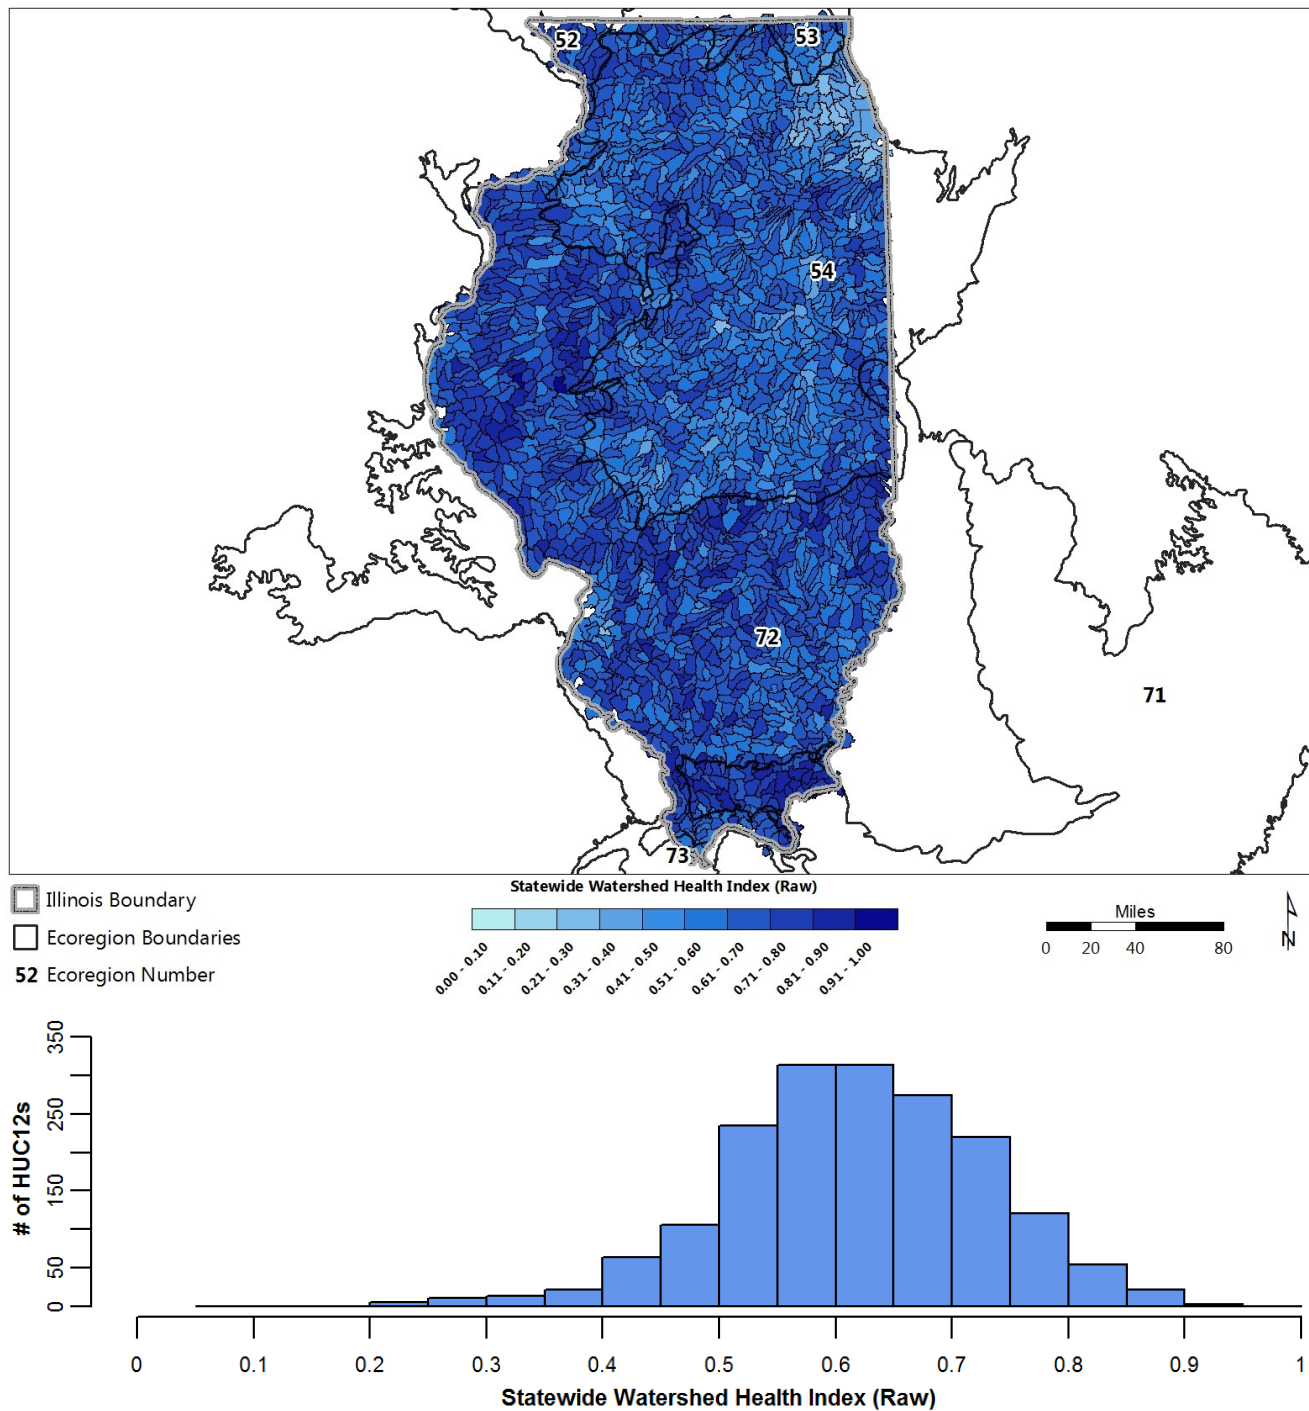 52
53
54
72
71
73
Statewide Watershed Health Index (Raw)
Illinois Boundary
Ecoregion Boundaries
52 Ecoregion Number
0.00 - 0.10
0.11 - 0.20
0.21 - 0.30
0.31 - 0.40
0.41 - 0.50
0.51 - 0.60
0.61 - 0.70
0.71 - 0.80
0.81 - 0.90
0.91 - 1.00
Miles
0 20 40 80
N
# of HUC12s
350
250
150
50
0
0 0.1 0.2 0.3 0.4 0.5 0.6 0.7 0.8 0.9 1
Statewide Watershed Health Index (Raw)